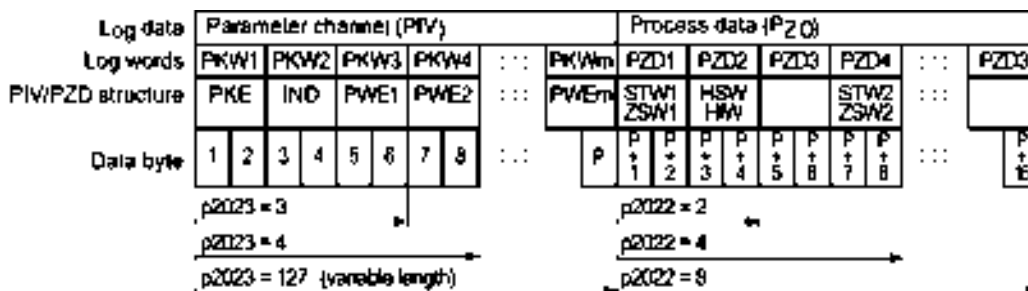 Log data Parameter channel (PIV) Process data (PZD)
Log words PKW1 PKW2 PKW3 PKW4 : : : PKWm PZD1 PZD2 PZD3 PZD4 : : : PZD3
PIV/PZD structure PKE IND PWE1 PWE2 : : : PWEm STW1 HSW STW2
ZSW1 HIW ZSW2
Data byte 1 2 3 4 5 6 7 8 : : : P P+1 P+2 P+3 P+4 P+5 P+6 P+7 P+8 : : : P+16
p2023 = 3 p2022 = 2
p2023 = 4 p2022 = 4
p2023 = 127 (variable length) p2022 = 8